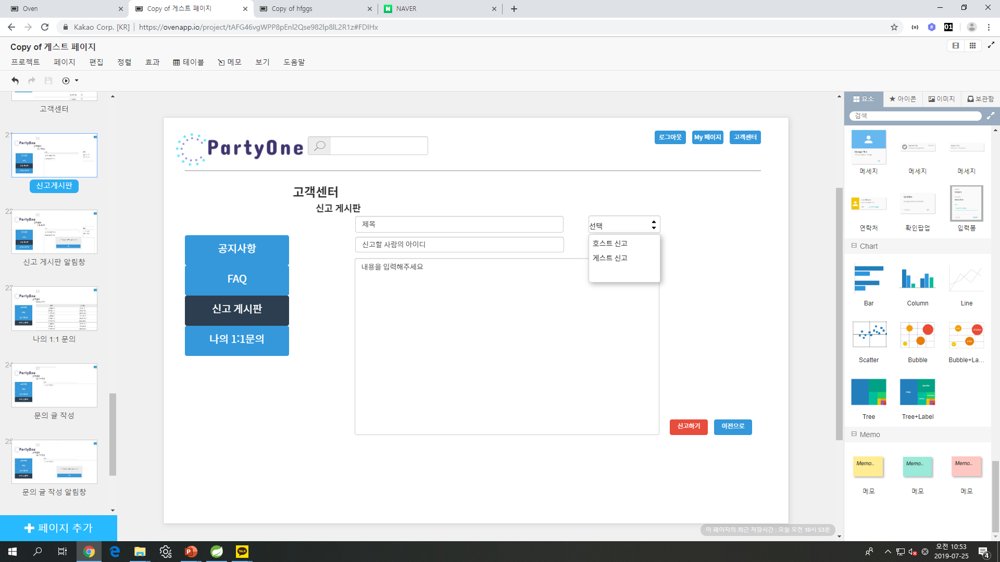 Oven
Copy of 게스트 페이지
Copy of hfggs
NAVER
Kakao Corp. [KR]
https://ovenapp.io/project/tAFG46vgWPP8pEnl2Qse982lp8lL2R1z#FDIHx
01
Copy of 게스트 페이지
프로젝트 페이지 편집 정렬 효과 테이블 메모 보기 도움말
고객센터
21
신고게시판
22
신고 게시판 알림창
23
나의 1:1 문의
24
문의 글 작성
25
문의 글 작성 알림창
페이지 추가
PartyOne
로그아웃 My 페이지 고객센터
고객센터
신고 게시판
제목
선택
신고할 사람의 아이디
호스트 신고
게스트 신고
내용을 입력해주세요
공지사항
FAQ
신고 게시판
나의 1:1문의
신고하기 이전으로
이 페이지의 최근 저장시간 : 오늘 오전 10시 53분
요소 아이콘 이미지 보관함
검색
메세지 메세지 메세지
연락처 확인팝업 입력폼
Chart
Bar Column Line
Scatter Bubble Bubble+La...
Tree Tree+Label
Memo
Memo.. Memo.. Memo..
메모 메모 메모
TALK
오전 10:53
2019-07-25
4